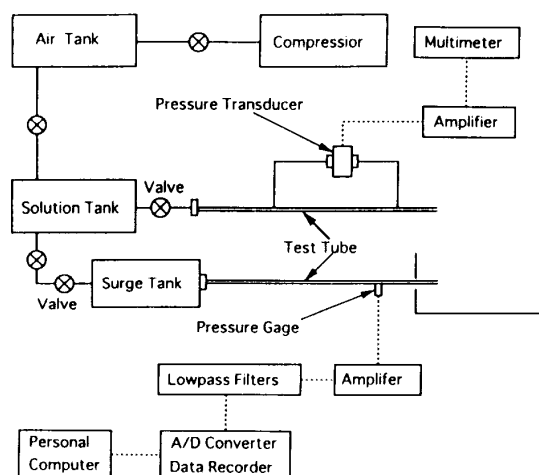 Air Tank
Compressior
Multimeter
Pressure Transducer
Amplifier
Valve
Solution Tank
Test Tube
Surge Tank
Valve
Pressure Gage
Lowpass Filters
Amplifer
Personal
Computer
A/D Converter
Data Recorder